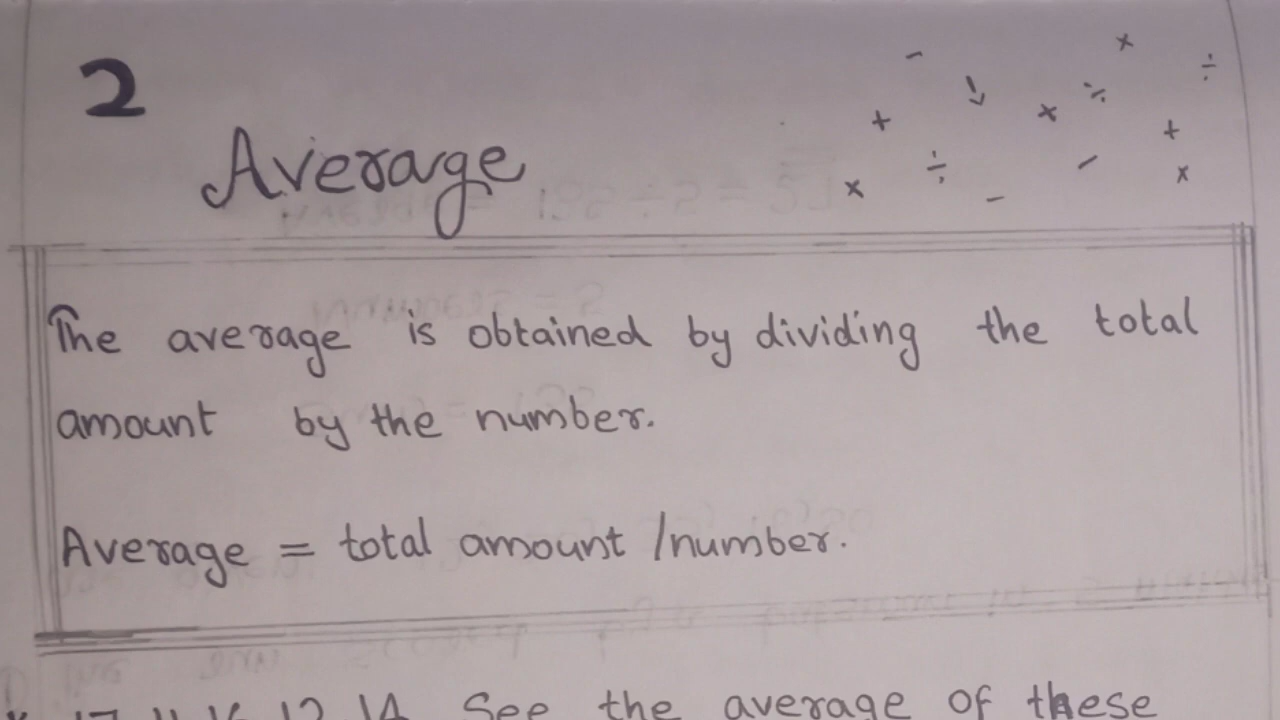 2
Average
The average is obtained by dividing the total
amount by the number.
Average = total amount /number.
See the average of these